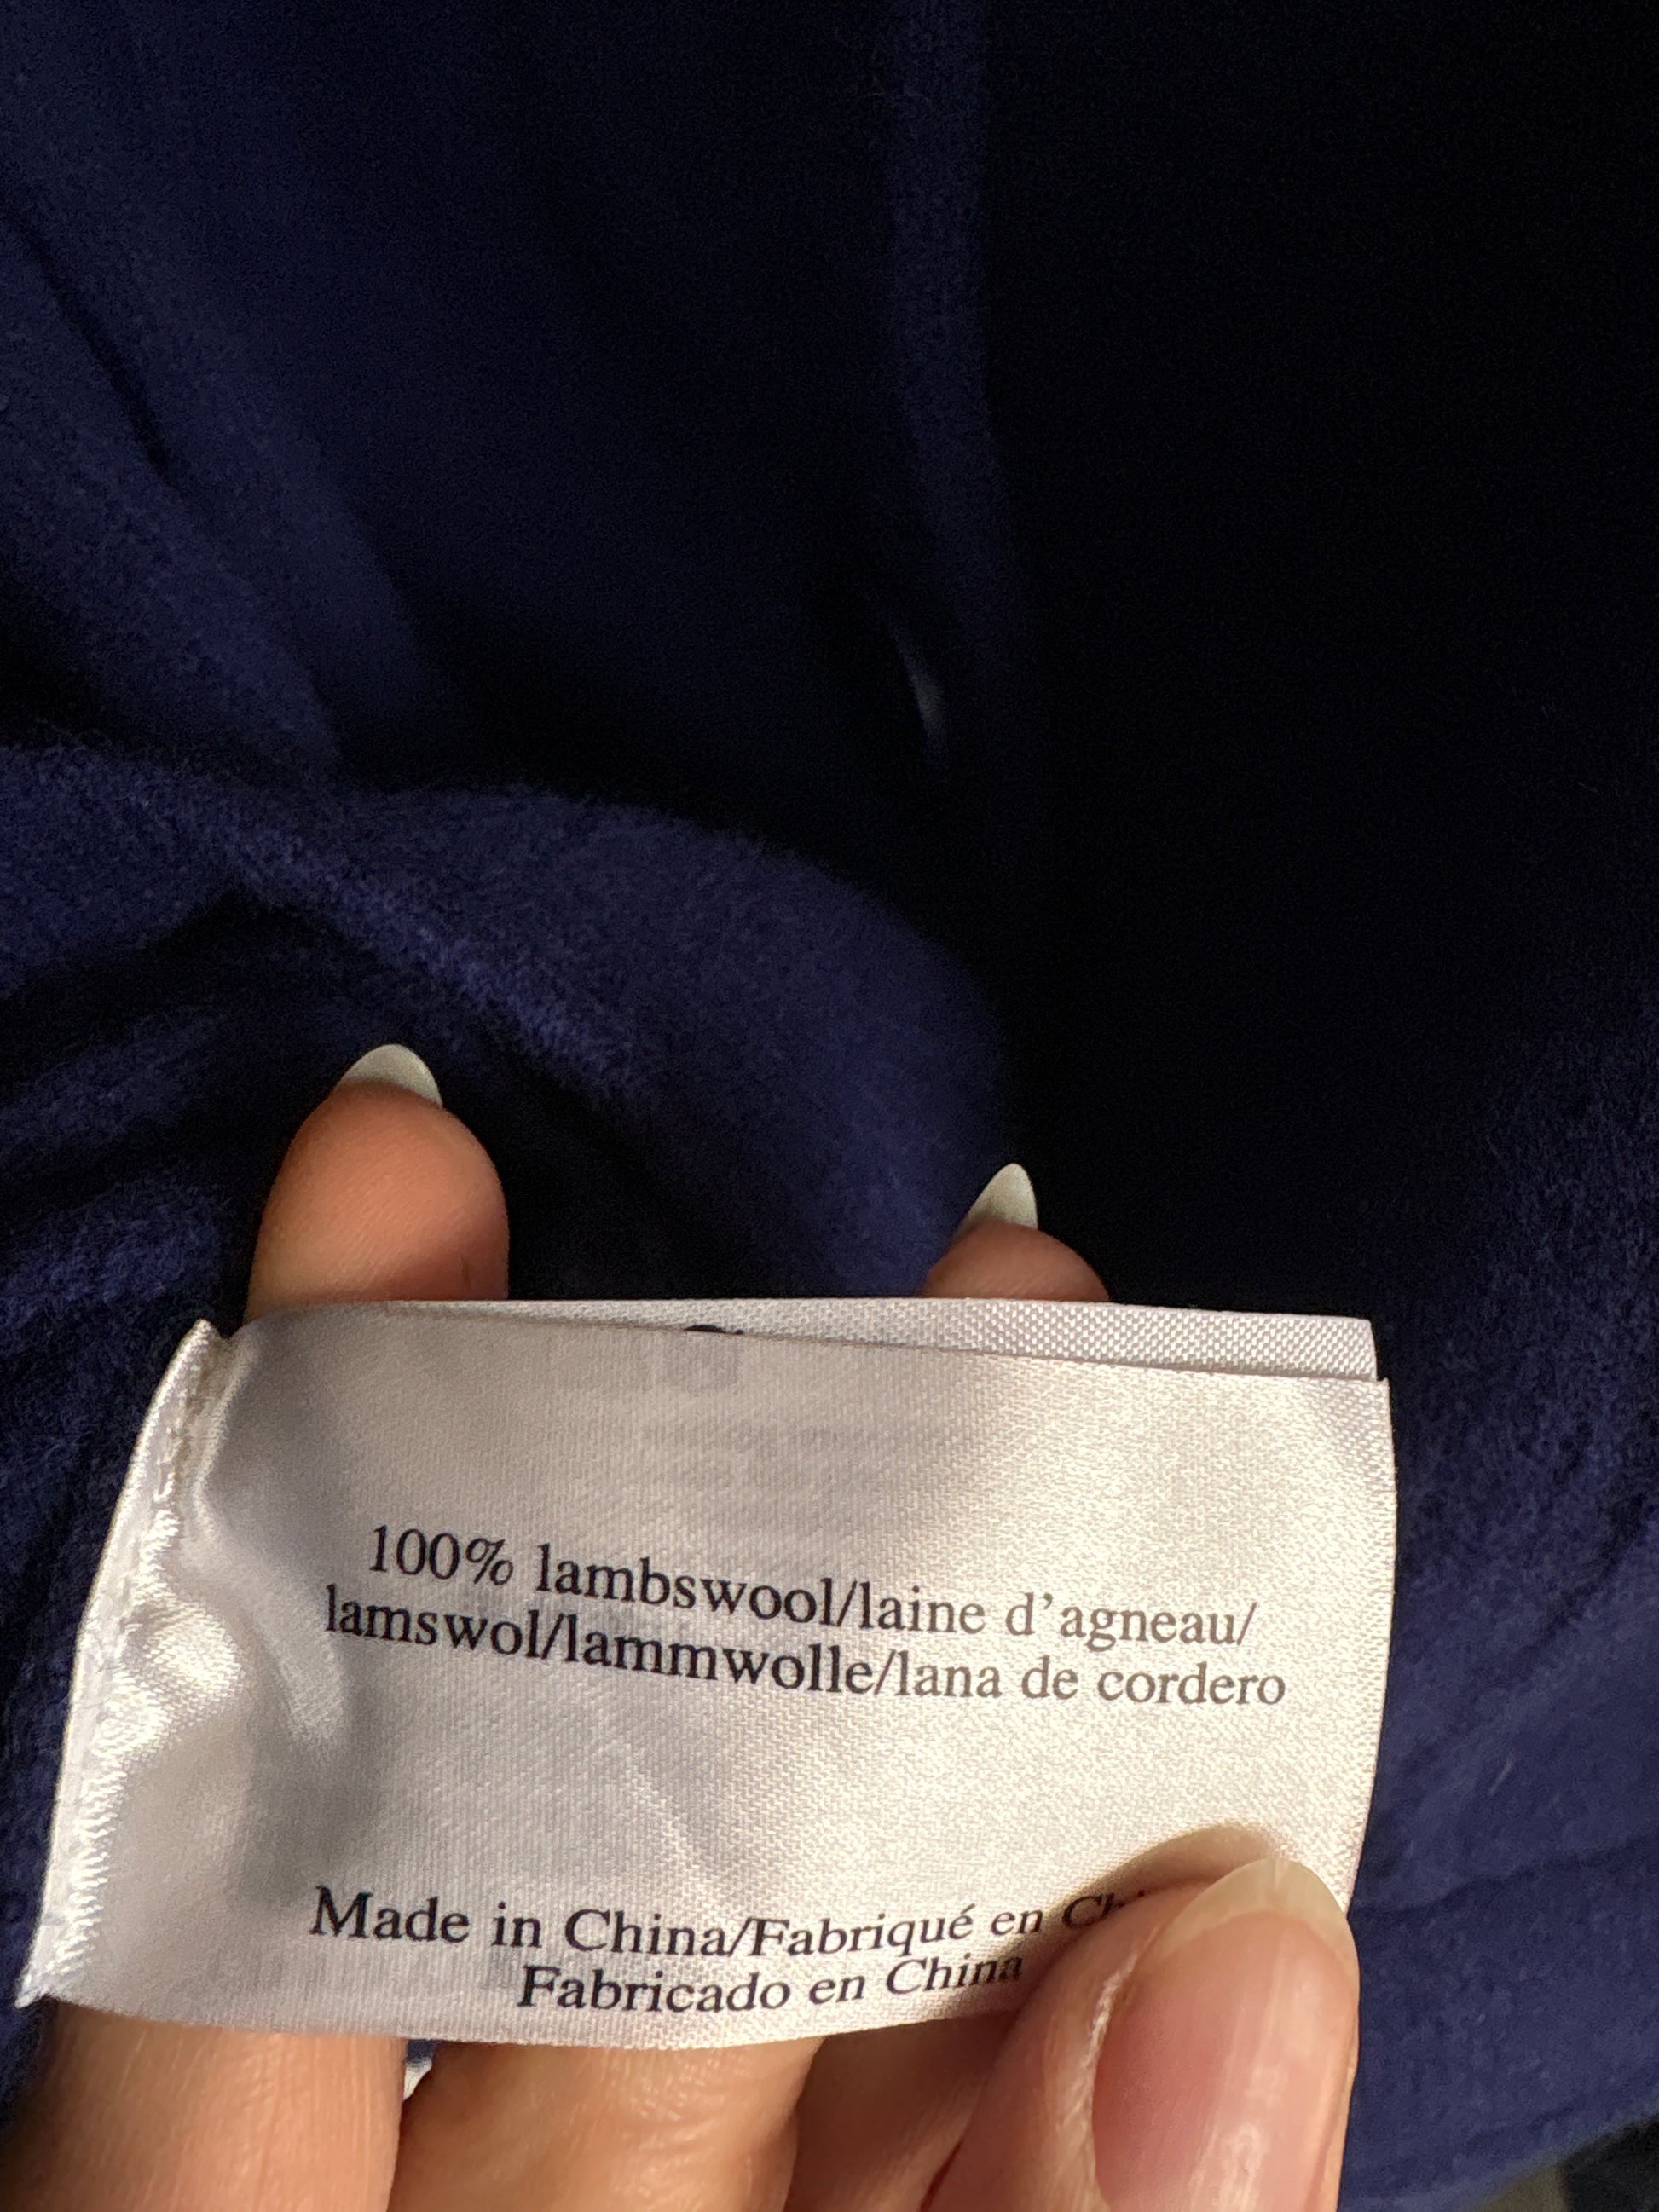 100% lambswool/laine d'agneau/
lamswol/lammwolle/lana de cordero
Made in China/Fabriqué en
Fabricado en China